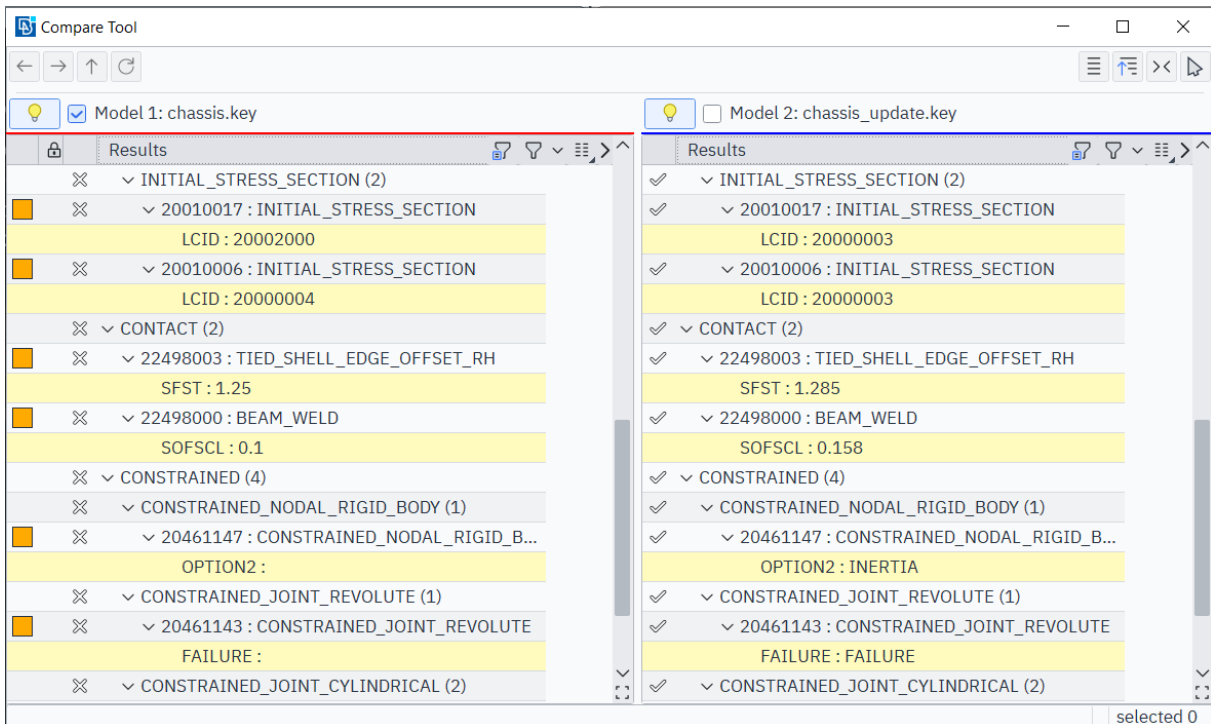 Compare Tool
Model 1: chassis.key
Results
INITIAL_STRESS_SECTION (2)
20010017 : INITIAL_STRESS_SECTION
LCID : 20002000
20010006 : INITIAL_STRESS_SECTION
LCID : 20000004
CONTACT (2)
22498003 : TIED_SHELL_EDGE_OFFSET_RH
SFST : 1.25
22498000 : BEAM_WELD
SOFSCL : 0.1
CONSTRAINED (4)
CONSTRAINED_NODAL_RIGID_BODY (1)
20461147 : CONSTRAINED_NODAL_RIGID_B...
OPTION2 :
CONSTRAINED_JOINT_REVOLUTE (1)
20461143 : CONSTRAINED_JOINT_REVOLUTE
FAILURE :
CONSTRAINED_JOINT_CYLINDRICAL (2)
Model 2: chassis_update.key
Results
INITIAL_STRESS_SECTION (2)
20010017 : INITIAL_STRESS_SECTION
LCID : 20000003
20010006 : INITIAL_STRESS_SECTION
LCID : 20000003
CONTACT (2)
22498003 : TIED_SHELL_EDGE_OFFSET_RH
SFST : 1.285
22498000 : BEAM_WELD
SOFSCL : 0.158
CONSTRAINED (4)
CONSTRAINED_NODAL_RIGID_BODY (1)
20461147 : CONSTRAINED_NODAL_RIGID_B...
OPTION2 : INERTIA
CONSTRAINED_JOINT_REVOLUTE (1)
20461143 : CONSTRAINED_JOINT_REVOLUTE
FAILURE : FAILURE
CONSTRAINED_JOINT_CYLINDRICAL (2)
selected 0